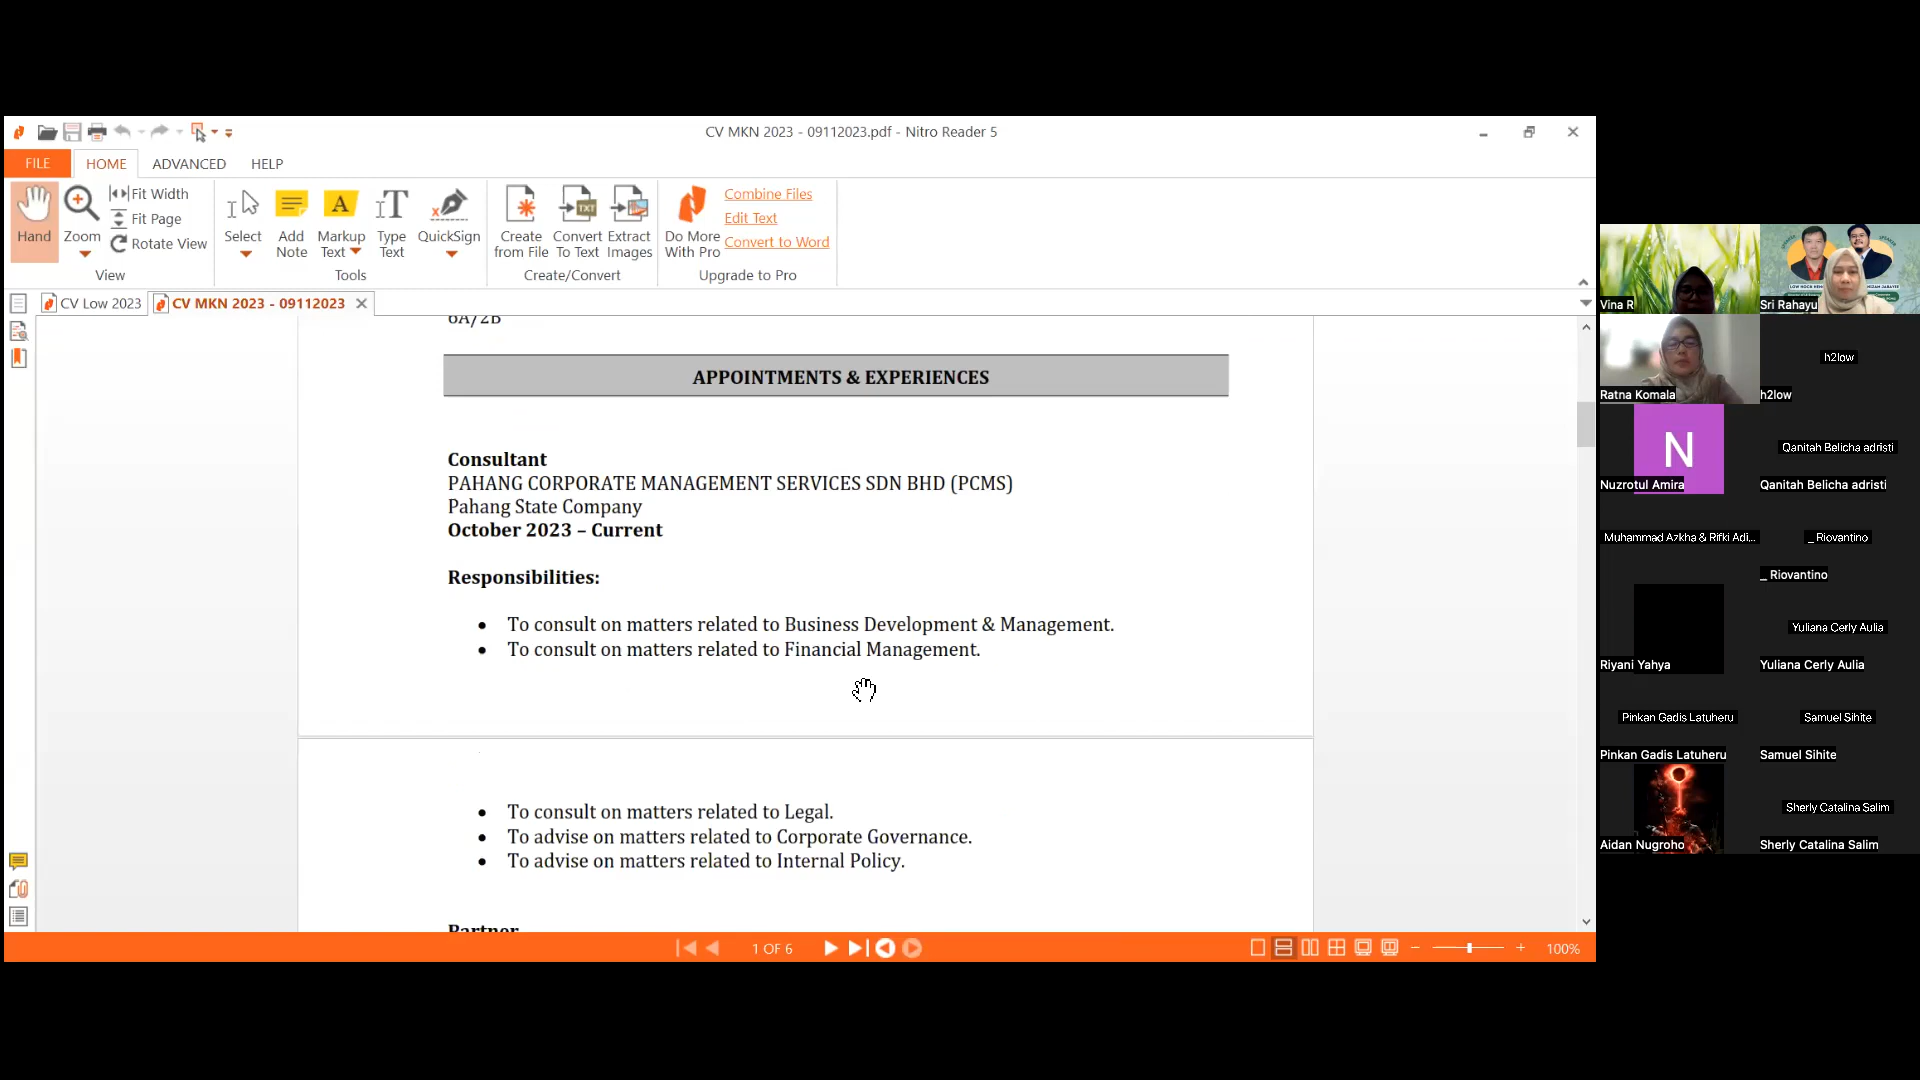 CV MKN 2023 - 09112023.pdf - Nitro Reader 5
FILE HOME ADVANCED HELP
Hand
Zoom
Fit Width
Fit Page
Rotate View
View
Select
Add Note
Markup Text
Type Text
QuickSign
Tools
Create from File
Convert To Text
Extract Images
Create/Convert
Do More With Pro
Combine Files
Edit Text
Convert to Word
Upgrade to Pro
CV Low 2023
CV MKN 2023 - 09112023
6A/2B
APPOINTMENTS & EXPERIENCES
Consultant
PAHANG CORPORATE MANAGEMENT SERVICES SDN BHD (PCMS)
Pahang State Company
October 2023 – Current
Responsibilities:
• To consult on matters related to Business Development & Management.
• To consult on matters related to Financial Management.
• To consult on matters related to Legal.
• To advise on matters related to Corporate Governance.
• To advise on matters related to Internal Policy.
Partner
1 OF 6
100%
Vina R
Sri Rahayu
Ratna Komala
h2low
h2low
N
Nuzrotul Amira
Qanitah Belicha adristi
Qanitah Belicha adristi
Muhammad Azkha & Rifki Adi...
_ Riovantino
_ Riovantino
Riyani Yahya
Yuliana Cerly Aulia
Yuliana Cerly Aulia
Pinkan Gadis Latuheru
Pinkan Gadis Latuheru
Samuel Sihite
Samuel Sihite
Aidan Nugroho
Sherly Catalina Salim
Sherly Catalina Salim